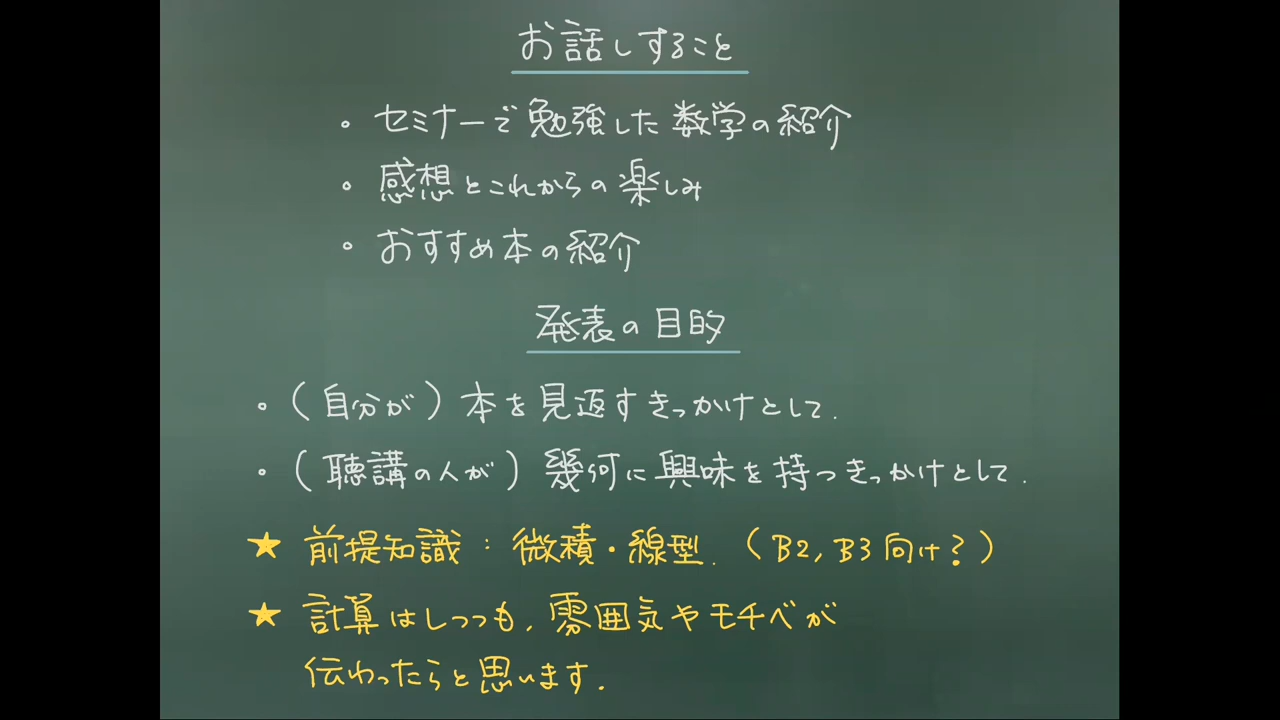 お話しすること
・ セミナーで勉強した数学の紹介
・ 感想とこれからの楽しみ
・ おすすめ本の紹介
発表の目的
・ (自分が) 本を見返すきっかけとして.
・ (聴講の人が) 幾何に興味を持つきっかけとして.
★ 前提知識 : 微積・線型. (B2, B3 向け?)
★ 計算はしつつも, 雰囲気やモチベが
伝わったらと思います.